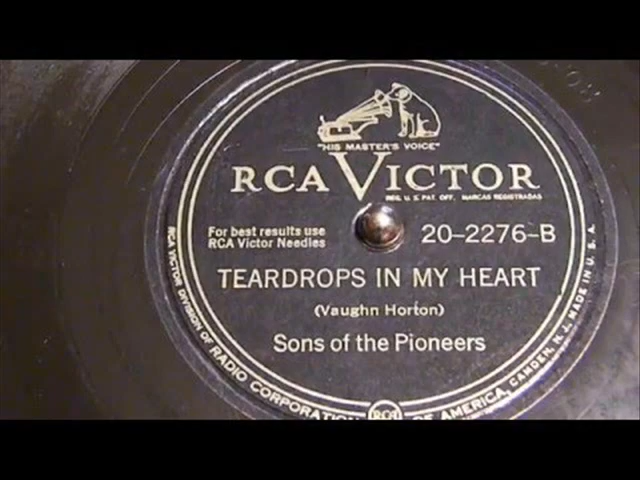 "HIS MASTER'S VOICE"
RCA VICTOR
REG. U. S. PAT. OFF. MARCAS REGISTRADAS
For best results use
RCA Victor Needles
20-2276-B
TEARDROPS IN MY HEART
(Vaughn Horton)
Sons of the Pioneers
RCA VICTOR DIVISION OF RADIO CORPORATION RCA OF AMERICA, CAMDEN, N. J. MADE IN U. S. A.